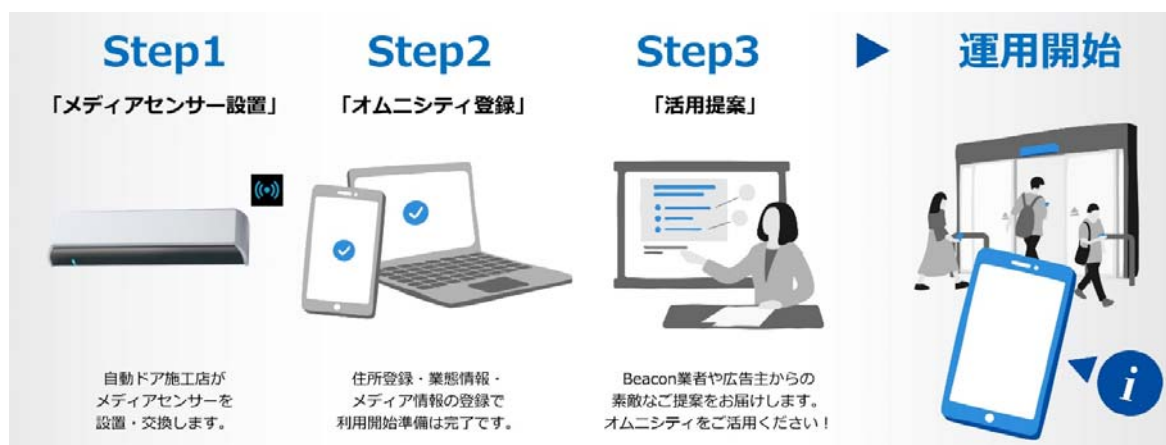 Step1
「メディアセンサー設置」
自動ドア施工店が
メディアセンサーを
設置・交換します。
Step2
「オムニシティ登録」
住所登録・業態情報・
メディア情報の登録で
利用開始準備は完了です。
Step3
「活用提案」
Beacon業者や広告主からの
素敵なご提案をお届けします。
オムニシティをご活用ください！
運用開始
i